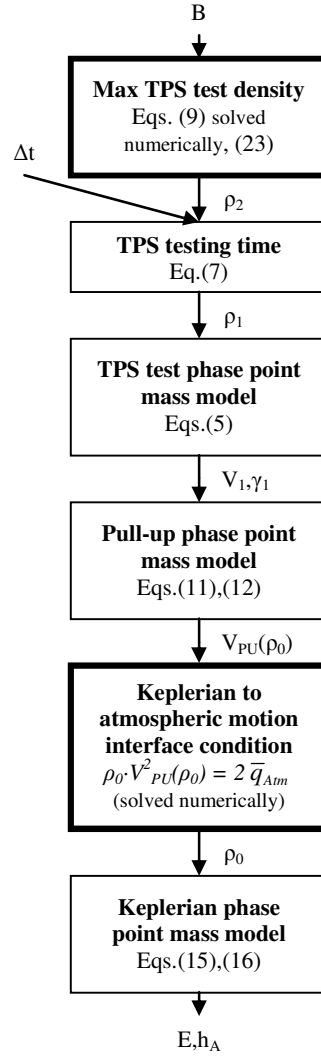 B
Max TPS test density
Eqs. (9) solved
numerically, (23)
Δt
ρ2
TPS testing time
Eq.(7)
ρ1
TPS test phase point
mass model
Eqs.(5)
V1,γ1
Pull-up phase point
mass model
Eqs.(11),(12)
VPU(ρ0)
Keplerian to
atmospheric motion
interface condition
ρ0·V²PU(ρ0) = 2 q̅Atm
(solved numerically)
ρ0
Keplerian phase
point mass model
Eqs.(15),(16)
E,hA